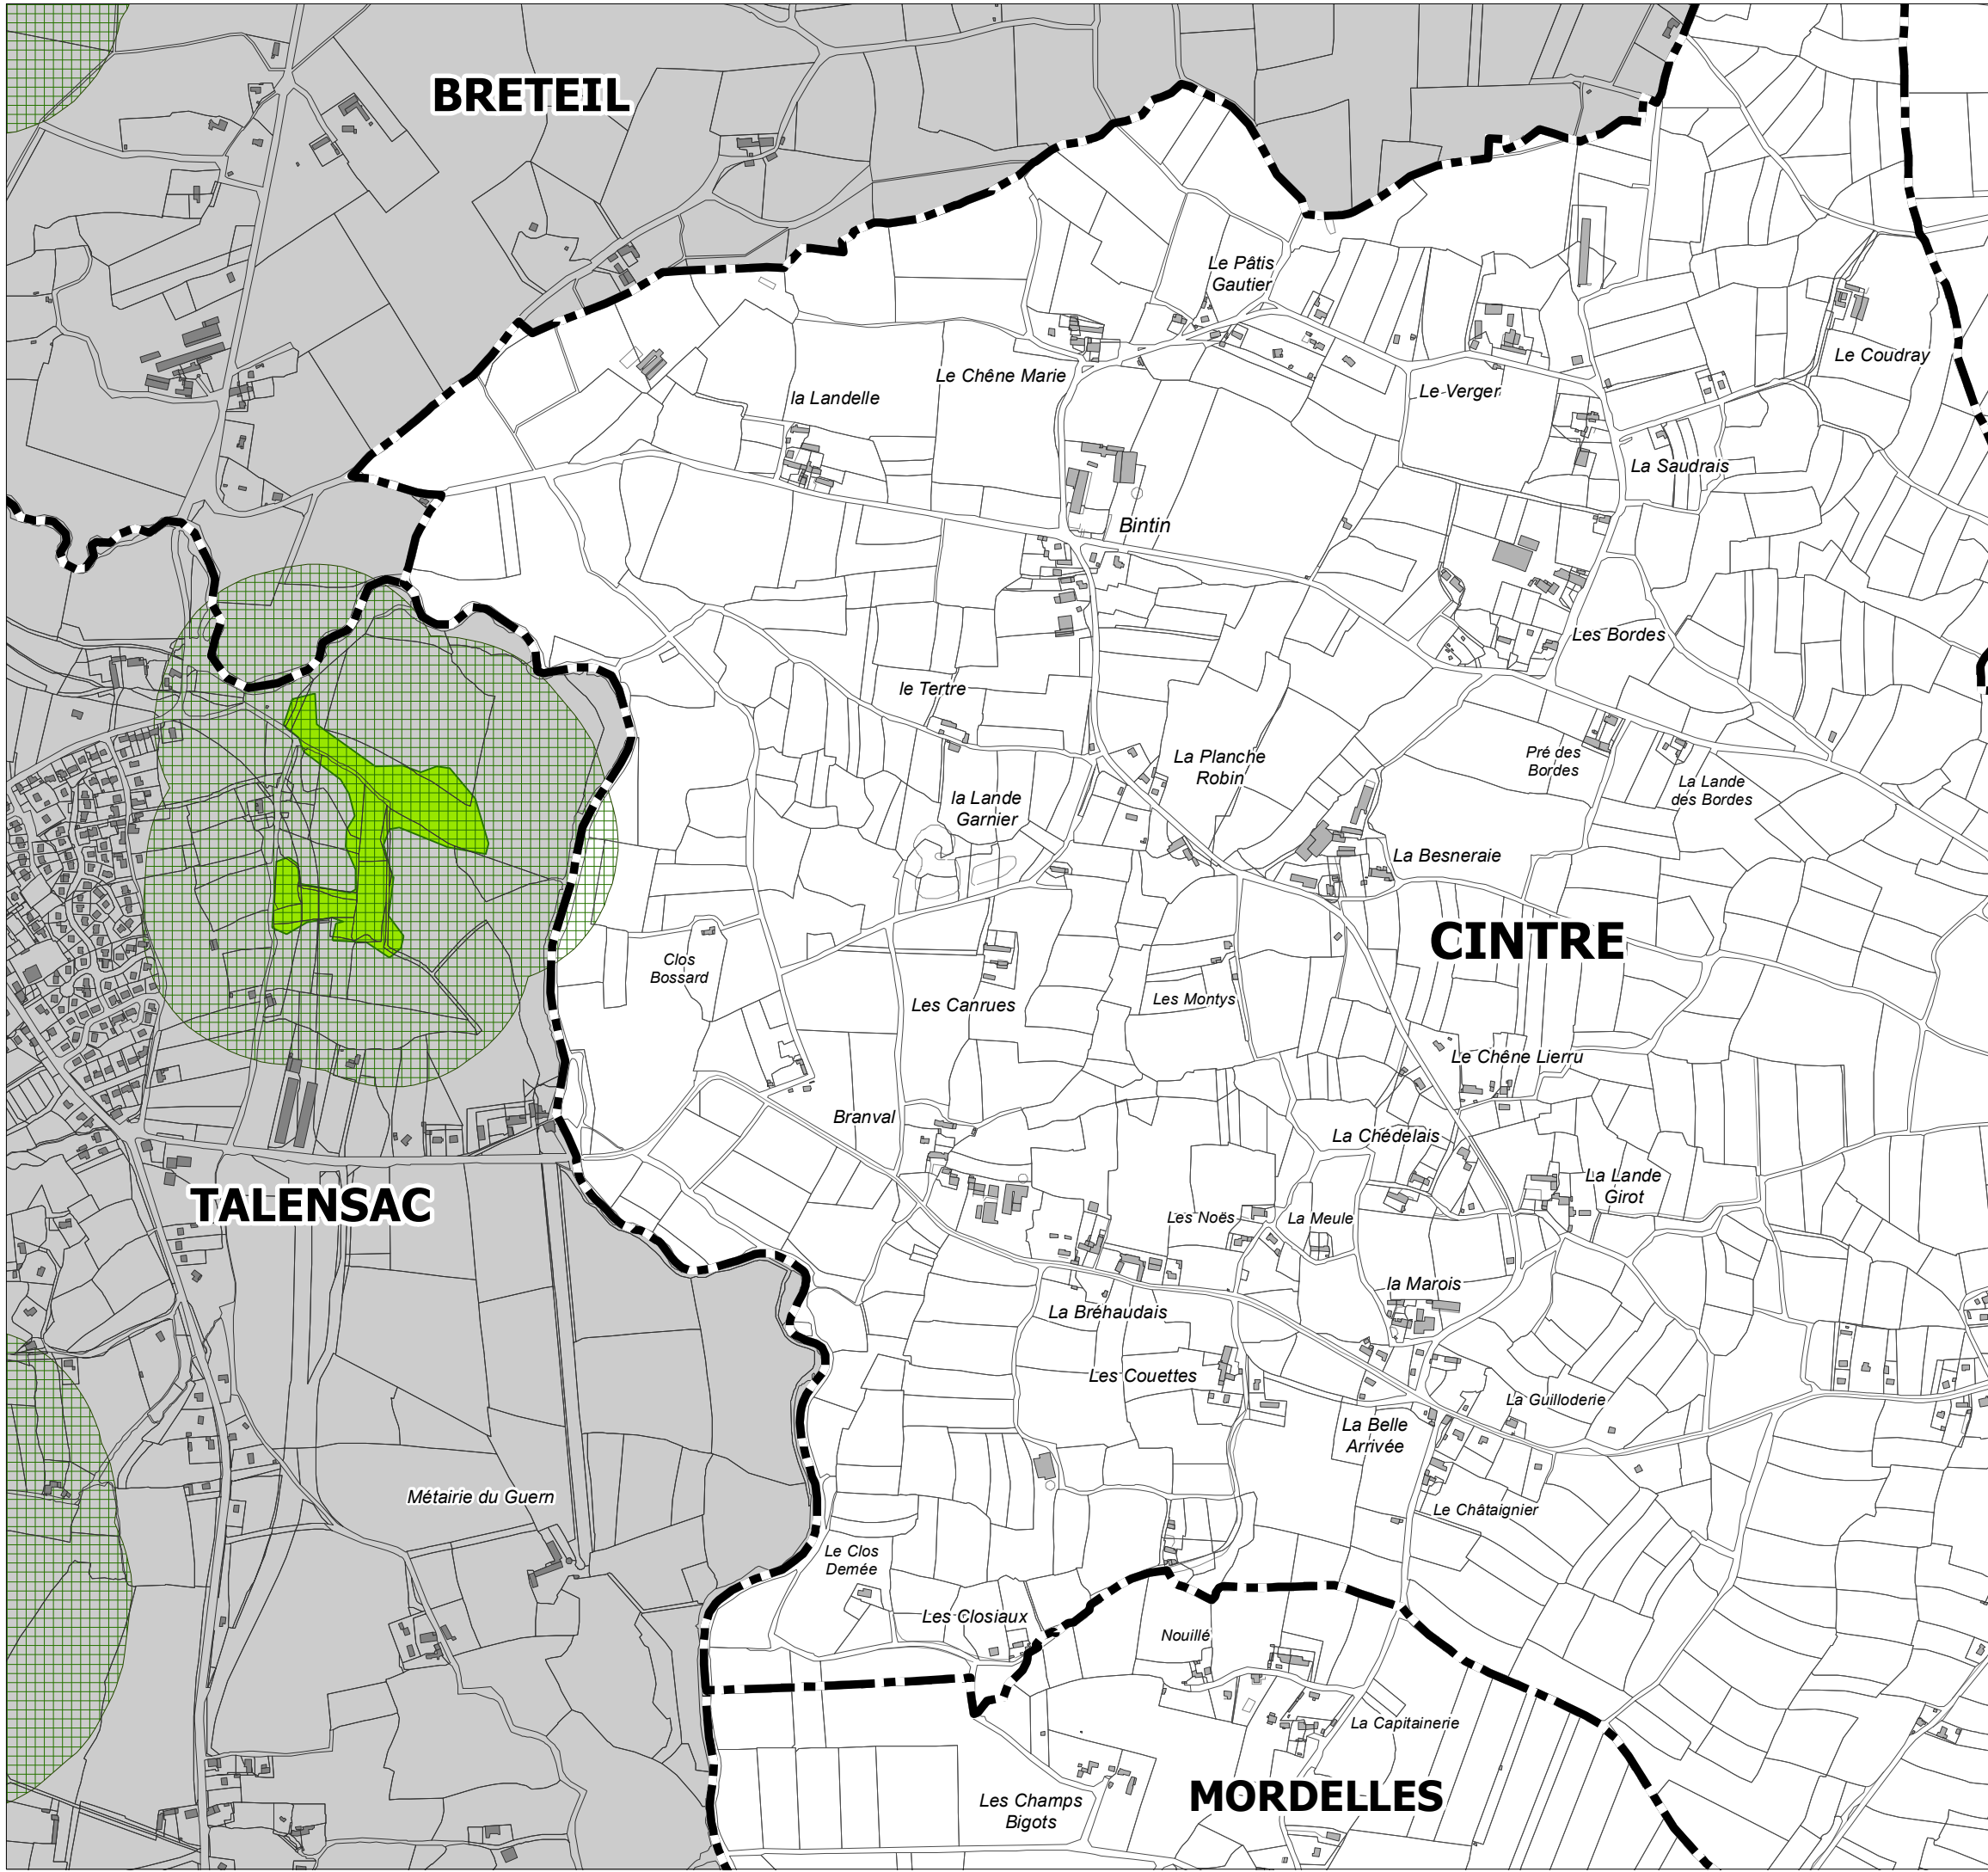 BRETEIL
Le Pâtis
Gautier
Le Coudray
Le Chêne Marie
Le Verger
la Landelle
La Saudrais
Bintin
Les Bordes
le Tertre
La Planche
Robin
Pré des
Bordes
La Lande
des Bordes
la Lande
Garnier
La Besneraie
CINTRE
Clos
Bossard
Les Canrues
Les Montys
Le Chêne Lierru
Branval
La Chédelais
TALENSAC
La Lande
Girot
Les Noës
La Meule
la Marois
La Bréhaudais
Les Couettes
La Guilloderie
La Belle
Arrivée
Métairie du Guern
Le Châtaignier
Le Clos
Demée
Les Closiaux
Nouillé
La Capitainerie
MORDELLES
Les Champs
Bigots